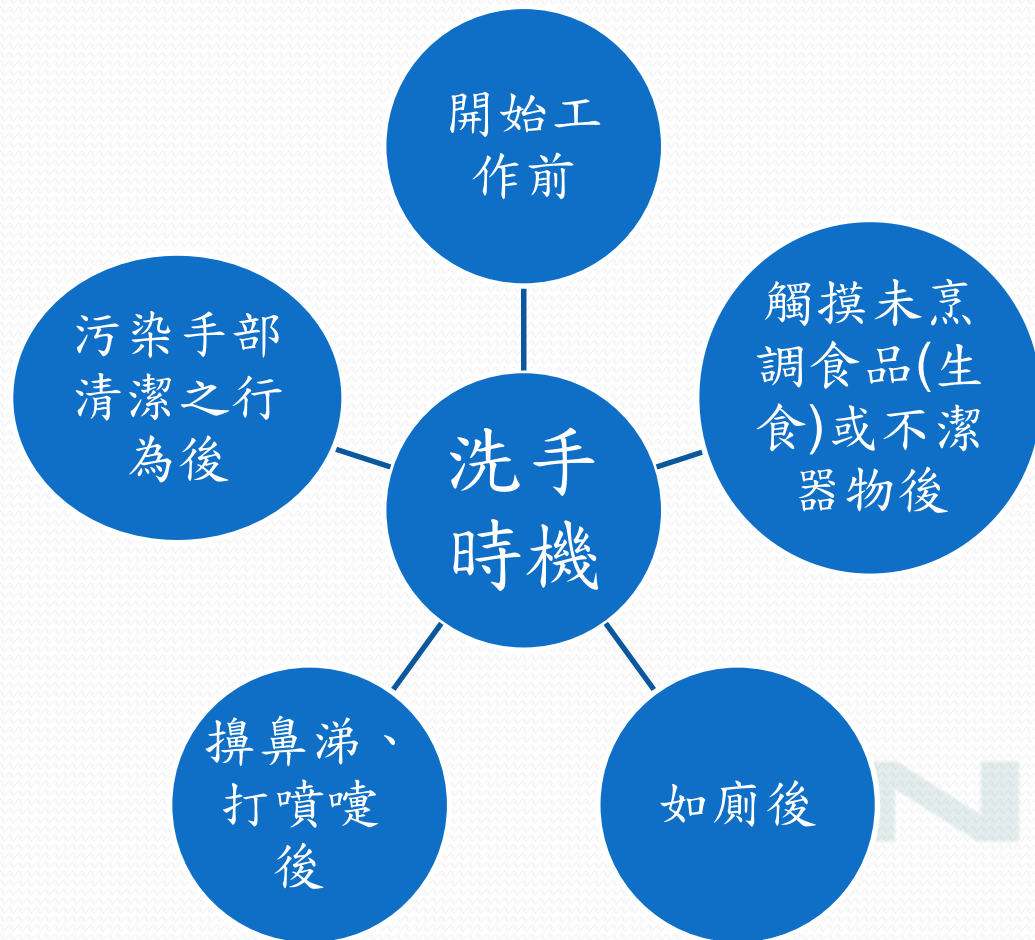 開始工
作前
觸摸未烹
調食品(生
食)或不潔
器物後
污染手部
清潔之行
為後
洗手
時機
擤鼻涕、
打噴嚏
後
如廁後
N